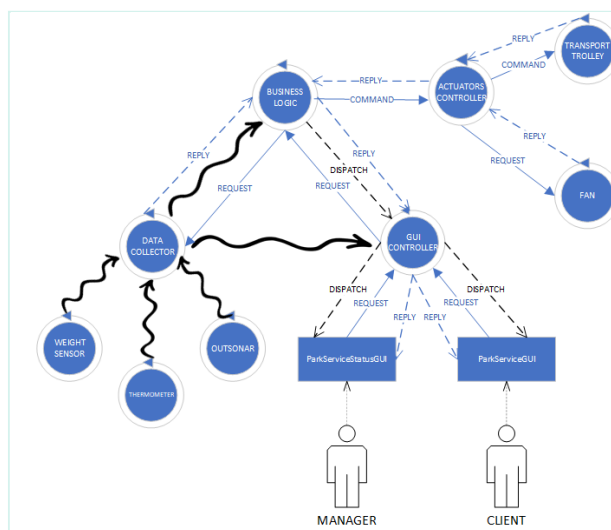 REPLY
TRANSPORT
TROLLEY
REPLY
COMMAND
BUSINESS
LOGIC
COMMAND
ACTUATORS
CONTROLLER
REPLY
REPLY
REPLY
REQUEST
DISPATCH
REQUEST
REQUEST
FAN
DATA
COLLECTOR
GUI
CONTROLLER
DISPATCH
REQUEST
REPLY
REPLY
REQUEST
DISPATCH
WEIGHT
SENSOR
OUTSONAR
THERMOMETER
ParkServiceStatusGUI
ParkServiceGUI
MANAGER
CLIENT